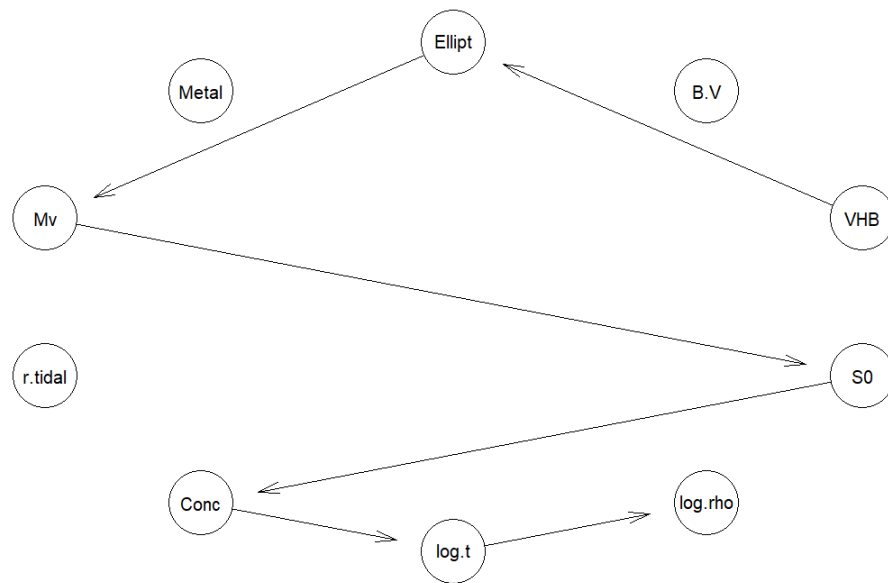 Ellipt
Metal
B.V
Mv
VHB
r.tidal
S0
Conc
log.rho
log.t